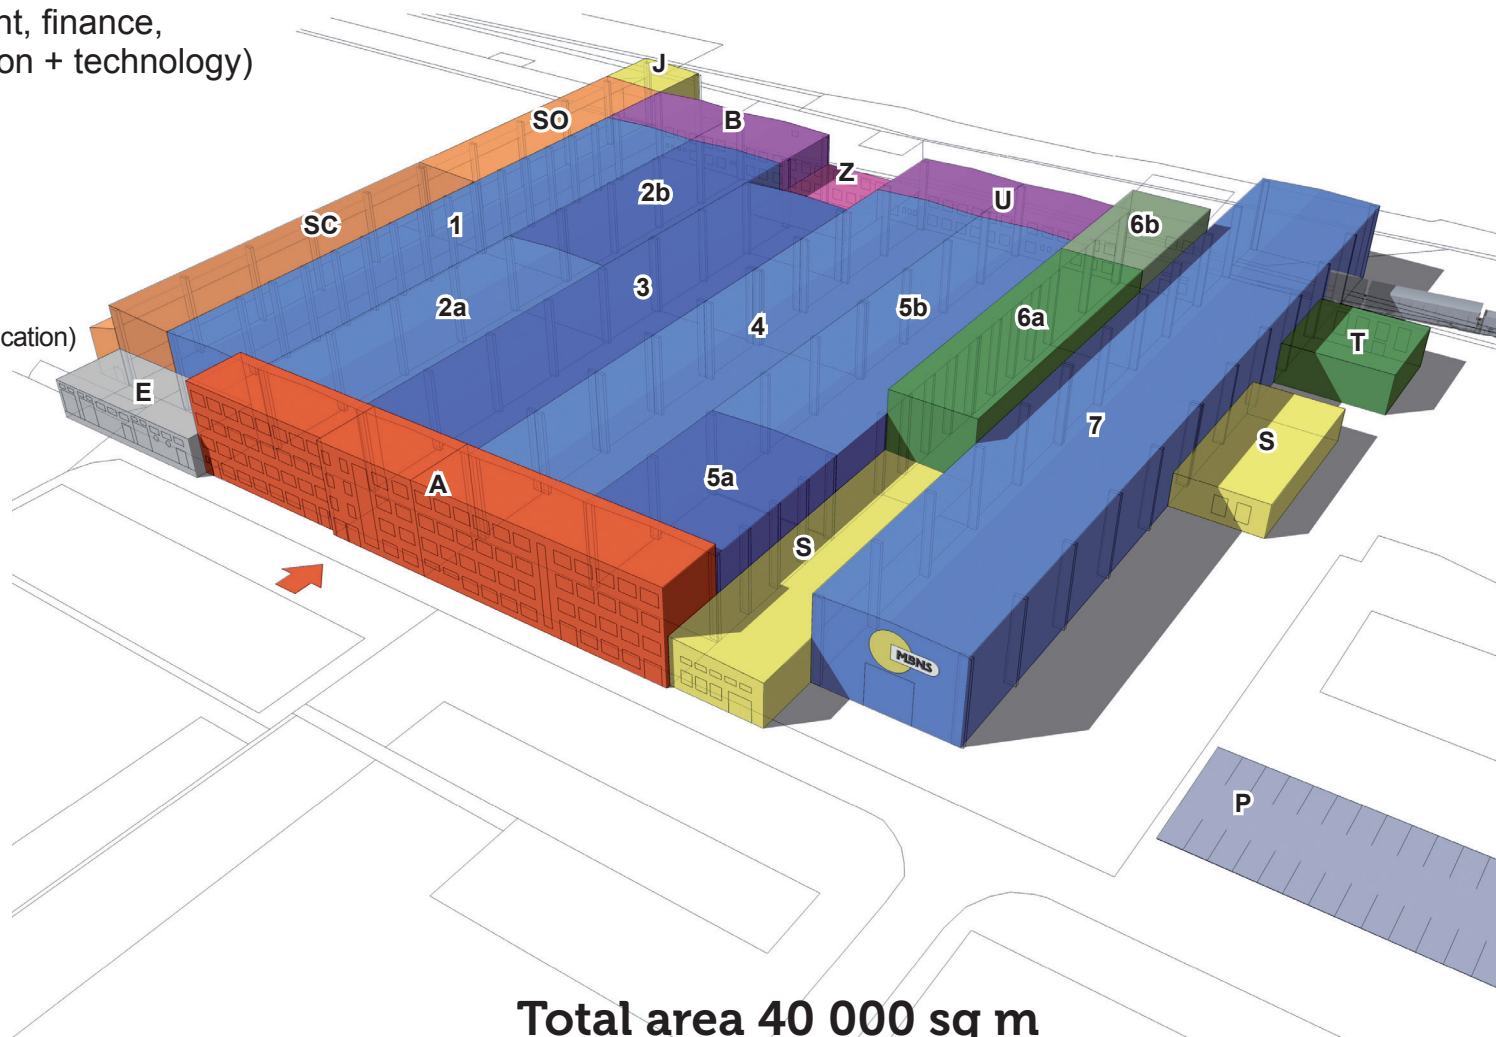 nt, finance,
on + technology)
J
SO
B
Z
2b
U
SC
1
6b
3
2a
5b
6a
4
cation)
T
E
7
S
A
5a
S
MBNS
P
Total area 40 000 sq m